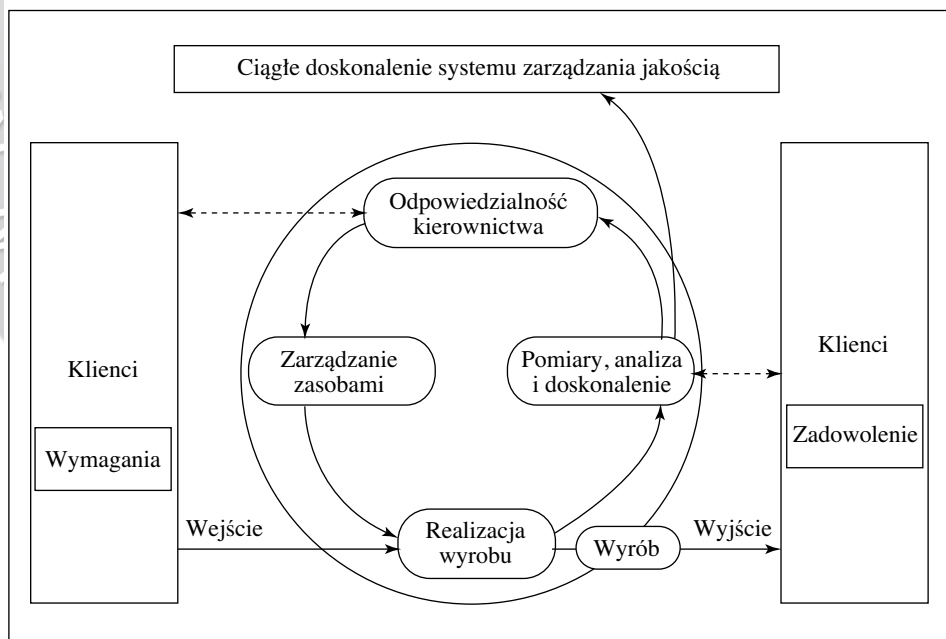 Ciągłe doskonalenie systemu zarządzania jakością
Odpowiedzialność
kierownictwa
Klienci
Wymagania
Zarządzanie
zasobami
Pomiary, analiza
i doskonalenie
Klienci
Zadowolenie
Wejście
Realizacja
wyrobu
Wyrób
Wyjście